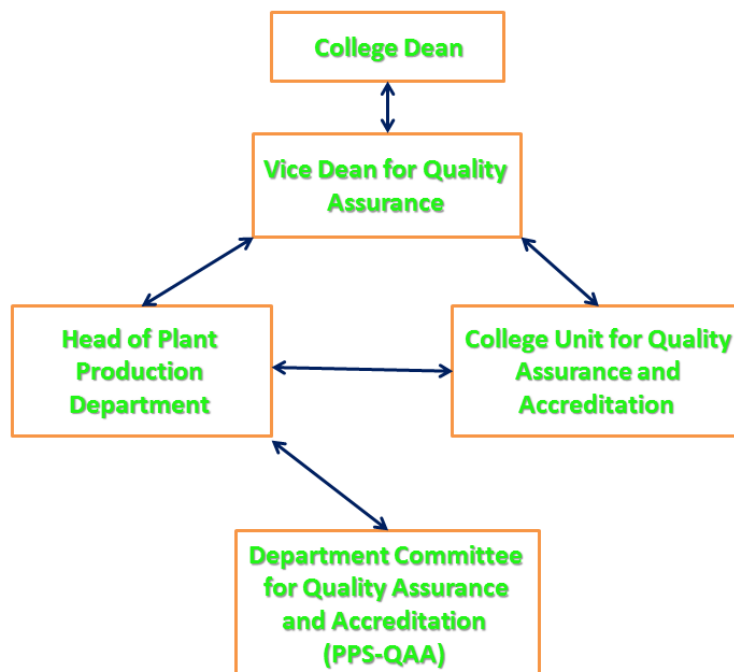 College Dean
Vice Dean for Quality
Assurance
Head of Plant
Production
Department
College Unit for Quality
Assurance and
Accreditation
Department Committee
for Quality Assurance
and Accreditation
(PPS-QAA)